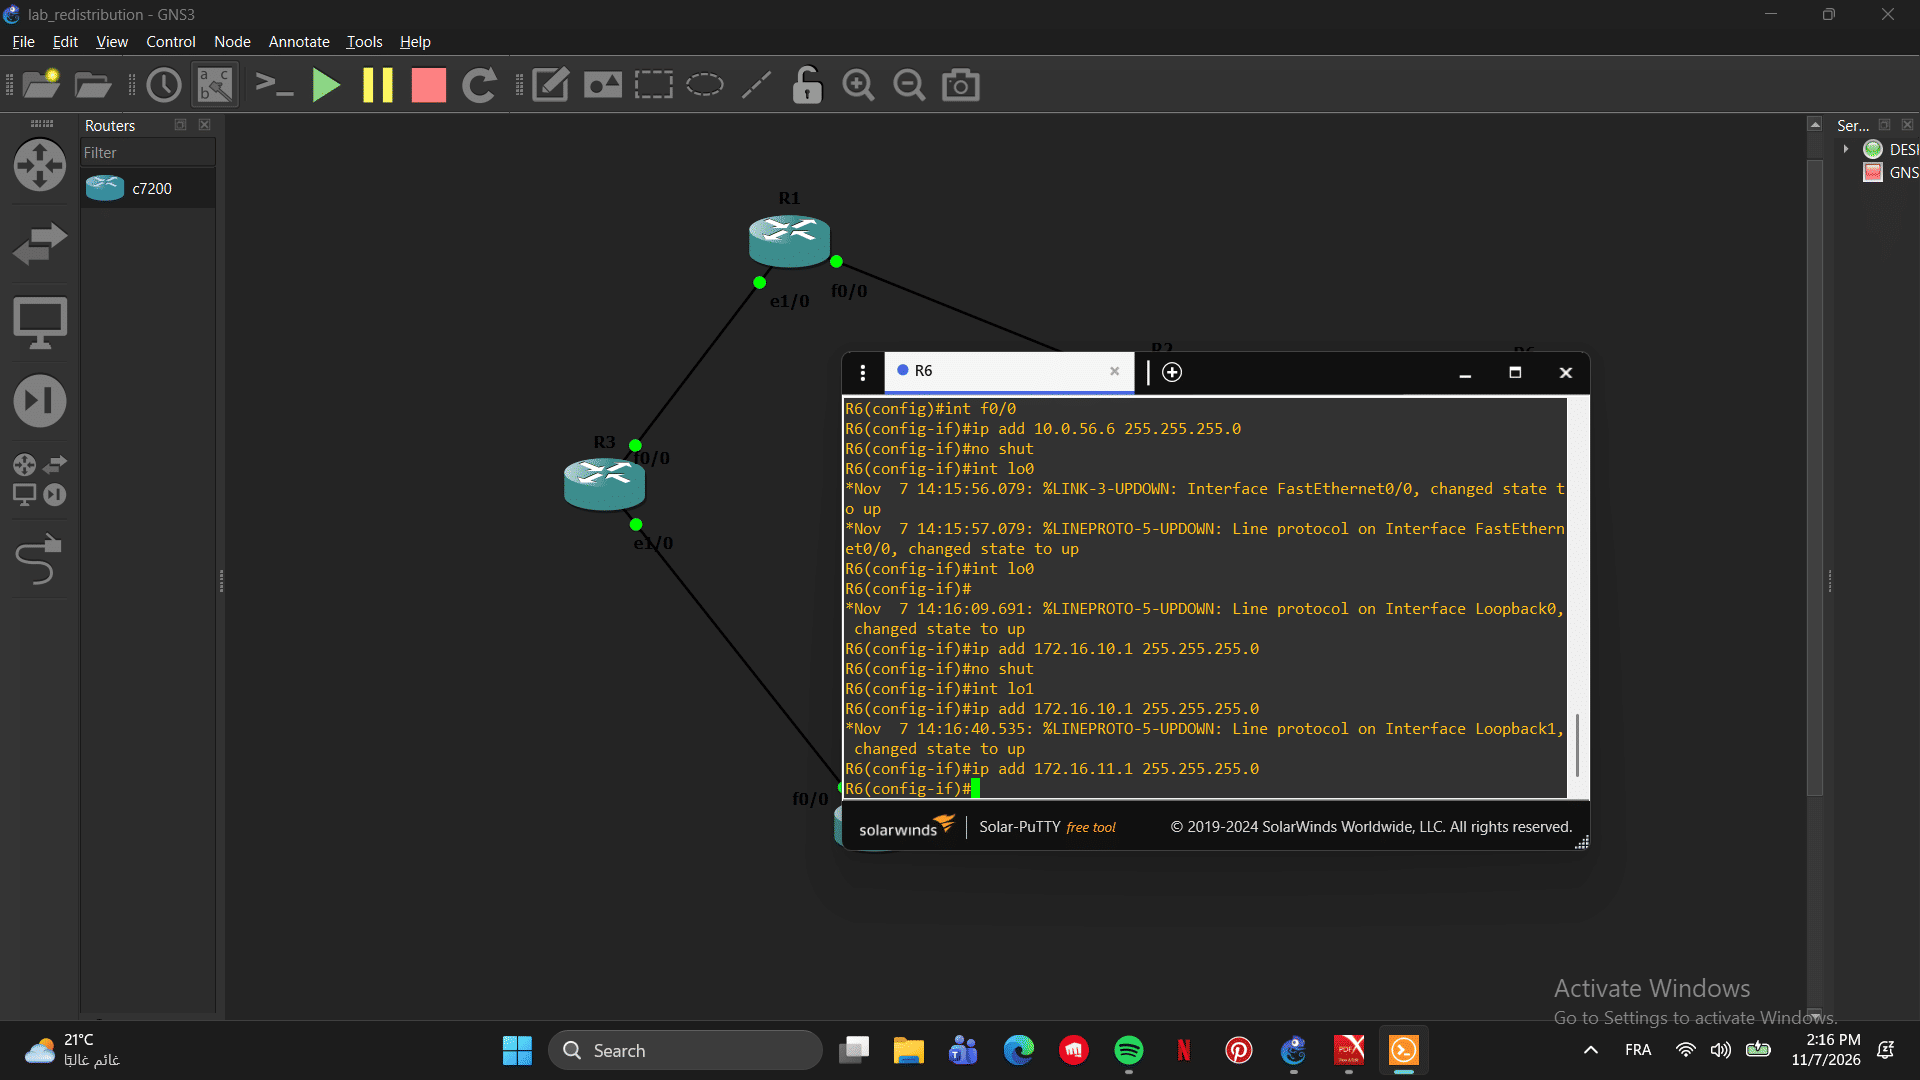 lab_redistribution - GNS3
File Edit View Control Node Annotate Tools Help
Routers
Filter
c7200
Ser...
DESI
GNS
R1
e1/0
f0/0
R3
f0/0
e1/0
f0/0
R2
R6
R6(config)#int f0/0
R6(config-if)#ip add 10.0.56.6 255.255.255.0
R6(config-if)#no shut
R6(config-if)#int lo0
*Nov  7 14:15:56.079: %LINK-3-UPDOWN: Interface FastEthernet0/0, changed state t
o up
*Nov  7 14:15:57.079: %LINEPROTO-5-UPDOWN: Line protocol on Interface FastEthern
et0/0, changed state to up
R6(config-if)#int lo0
R6(config-if)#
*Nov  7 14:16:09.691: %LINEPROTO-5-UPDOWN: Line protocol on Interface Loopback0,
 changed state to up
R6(config-if)#ip add 172.16.10.1 255.255.255.0
R6(config-if)#no shut
R6(config-if)#int lo1
R6(config-if)#ip add 172.16.10.1 255.255.255.0
*Nov  7 14:16:40.535: %LINEPROTO-5-UPDOWN: Line protocol on Interface Loopback1,
 changed state to up
R6(config-if)#ip add 172.16.11.1 255.255.255.0
R6(config-if)#
solarwinds Solar-PuTTY free tool © 2019-2024 SolarWinds Worldwide, LLC. All rights reserved.
Activate Windows
Go to Settings to activate Windows.
21°C
غائم غالبًا
Search
FRA
2:16 PM
11/7/2026